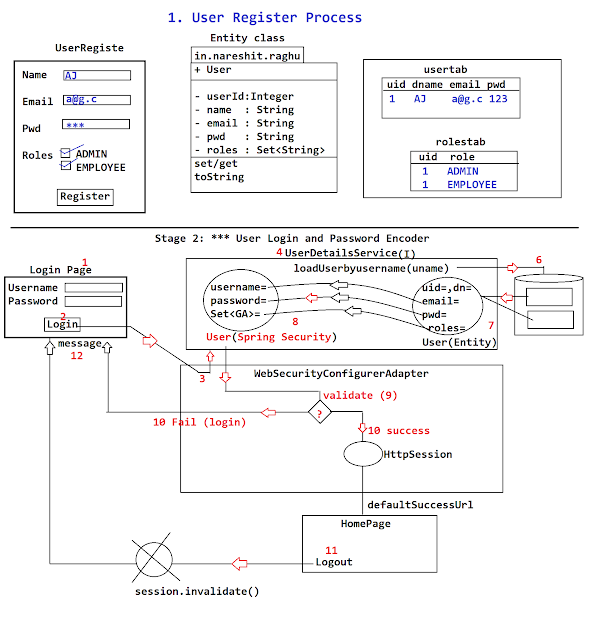 1. User Register Process
UserRegiste
Name AJ
Email a@g.c
Pwd ***
Roles ADMIN
EMPLOYEE
Register
Entity class
in.nareshit.raghu
+ User
- userId:Integer
- name : String
- email : String
- pwd : String
- roles : Set<String>
set/get
toString
usertab
uid dname email pwd
1 AJ a@g.c 123
rolestab
uid role
1 ADMIN
1 EMPLOYEE
Stage 2: *** User Login and Password Encoder
1
Login Page
Username
Password
2
Login
message
12
3
4 UserDetailsService(I)
loadUserbyusername(uname)
6
username=
password=
Set<GA>=
8
User(Spring Security)
uid=,dn=
email=
pwd=
roles=
7
User(Entity)
WebSecurityConfigurerAdapter
validate (9)
?
10 Fail (login)
10 success
HttpSession
defaultSuccessUrl
HomePage
11
Logout
session.invalidate()